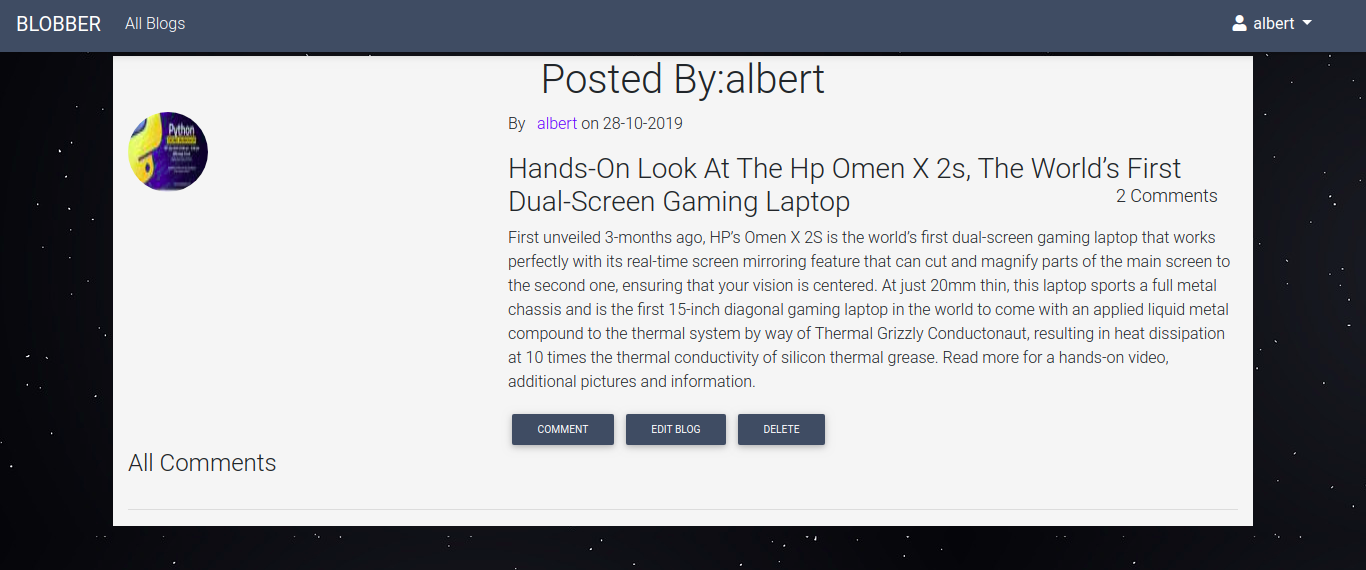 BLOBBER All Blogs albert
Posted By:albert
Python
By albert on 28-10-2019
Hands-On Look At The Hp Omen X 2s, The World’s First
Dual-Screen Gaming Laptop
2 Comments
First unveiled 3-months ago, HP’s Omen X 2S is the world’s first dual-screen gaming laptop that works
perfectly with its real-time screen mirroring feature that can cut and magnify parts of the main screen to
the second one, ensuring that your vision is centered. At just 20mm thin, this laptop sports a full metal
chassis and is the first 15-inch diagonal gaming laptop in the world to come with an applied liquid metal
compound to the thermal system by way of Thermal Grizzly Conductonaut, resulting in heat dissipation
at 10 times the thermal conductivity of silicon thermal grease. Read more for a hands-on video,
additional pictures and information.
COMMENT EDIT BLOG DELETE
All Comments